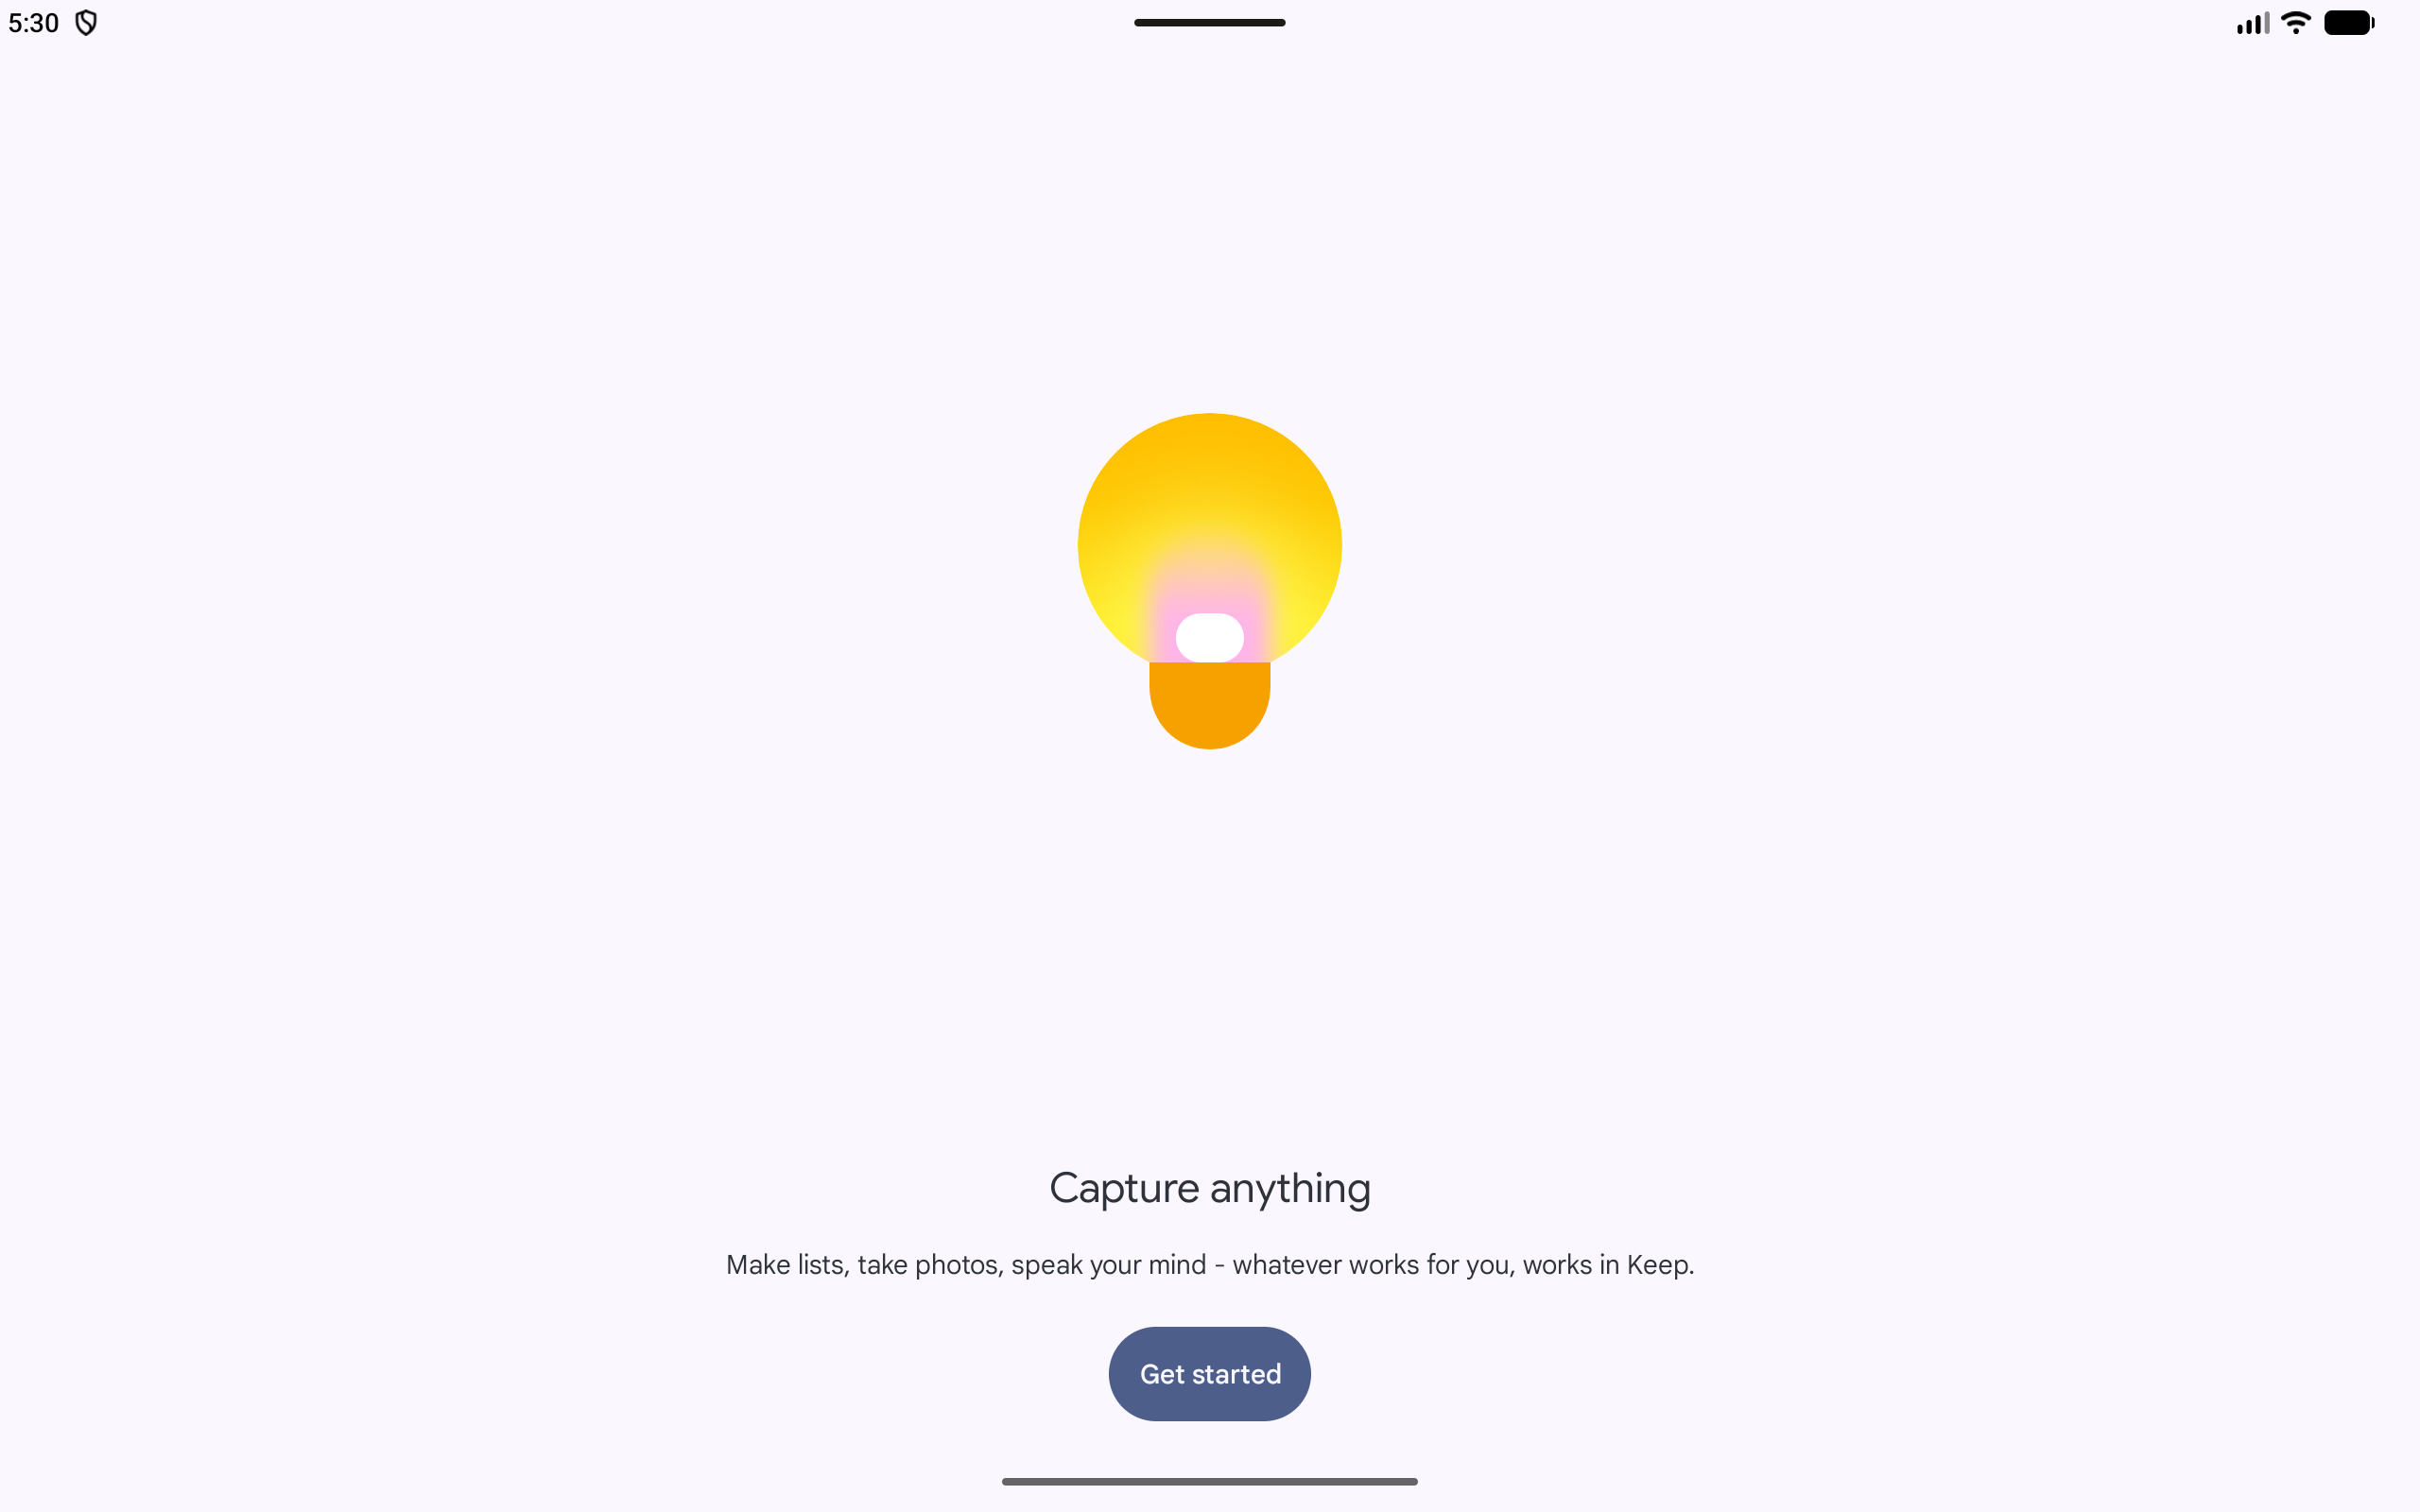 5:30
Capture anything
Make lists, take photos, speak your mind - whatever works for you, works in Keep.
Get started